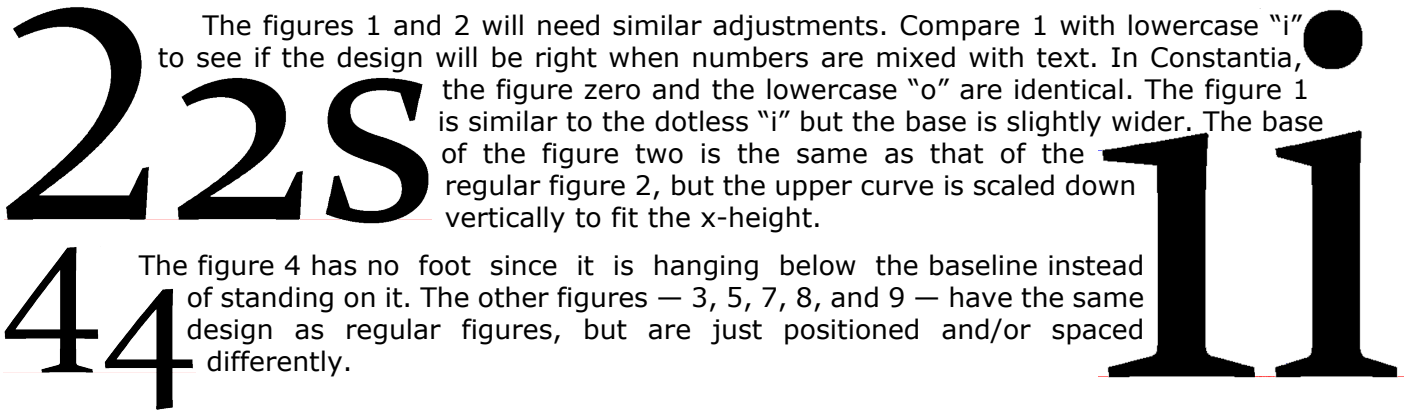 The figures 1 and 2 will need similar adjustments. Compare 1 with lowercase “i”
to see if the design will be right when numbers are mixed with text. In Constantia,
the figure zero and the lowercase “o” are identical. The figure 1
is similar to the dotless “i” but the base is slightly wider. The base
of the figure two is the same as that of the
regular figure 2, but the upper curve is scaled down
vertically to fit the x-height.
22s
1i
The figure 4 has no foot since it is hanging below the baseline instead
of standing on it. The other figures — 3, 5, 7, 8, and 9 — have the same
design as regular figures, but are just positioned and/or spaced
differently.
44